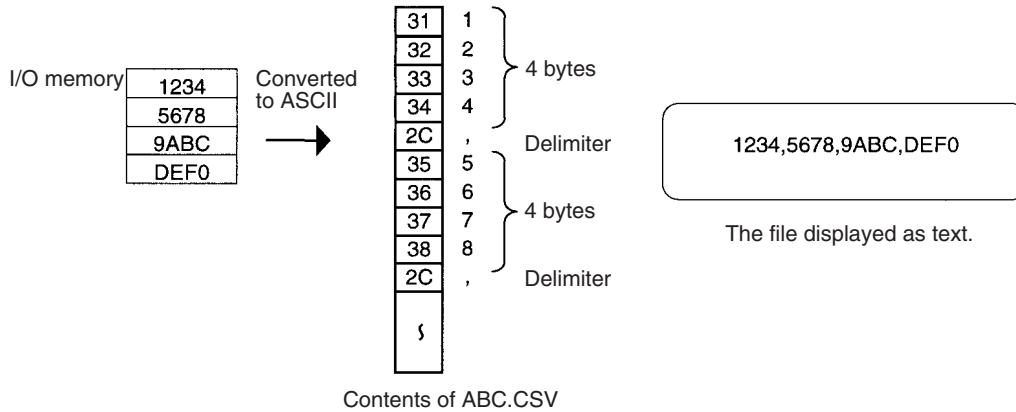 I/O memory
1234
5678
9ABC
DEF0
Converted
to ASCII
31 1
32 2
33 3
34 4
4 bytes
2C , Delimiter
35 5
36 6
37 7
38 8
4 bytes
2C , Delimiter
Contents of ABC.CSV
1234,5678,9ABC,DEF0
The file displayed as text.